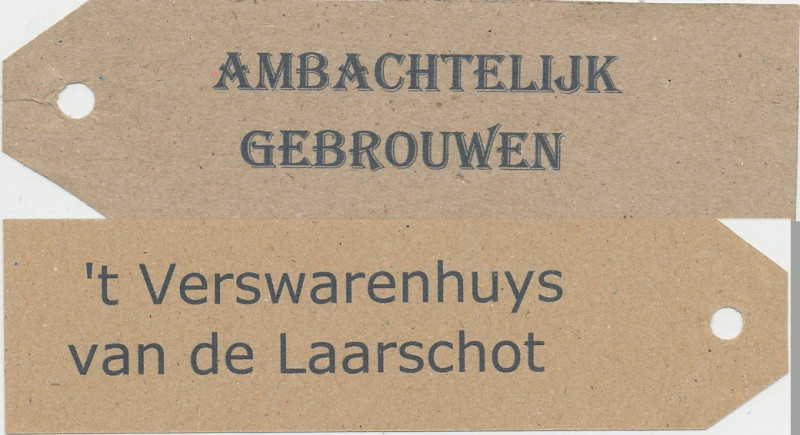 AMBACHTELIJK
GEBROUWEN
't Verswarenhuys
van de Laarschot